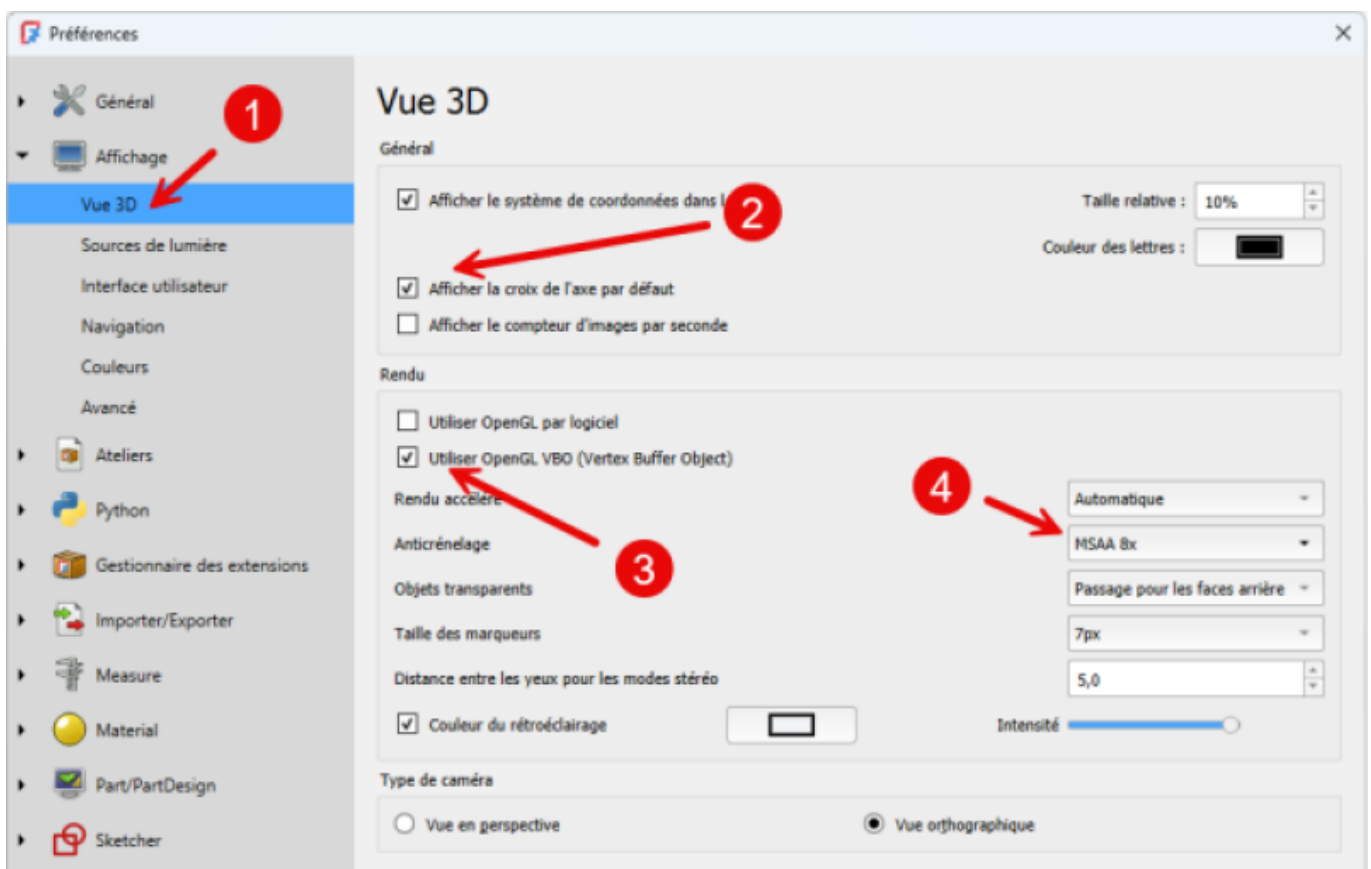 Préférences
Général
1
Affichage
Vue 3D
Sources de lumière
Interface utilisateur
Navigation
Couleurs
Avancé
Ateliers
Python
Gestionnaire des extensions
Importer/Exporter
Measure
Material
Part/PartDesign
Sketcher
Vue 3D
Général
Afficher le système de coordonnées dans l
2
Taille relative : 10%
Couleur des lettres :
Afficher la croix de l'axe par défaut
Afficher le compteur d'images par seconde
Rendu
Utiliser OpenGL par logiciel
Utiliser OpenGL VBO (Vertex Buffer Object)
Rendu accéléré Automatique
4
Anticrénelage MSAA 8x
3
Objets transparents Passage pour les faces arrière
Taille des marqueurs 7px
Distance entre les yeux pour les modes stéréo 5,0
Couleur du rétroéclairage Intensité
Type de caméra
Vue en perspective Vue orthographique